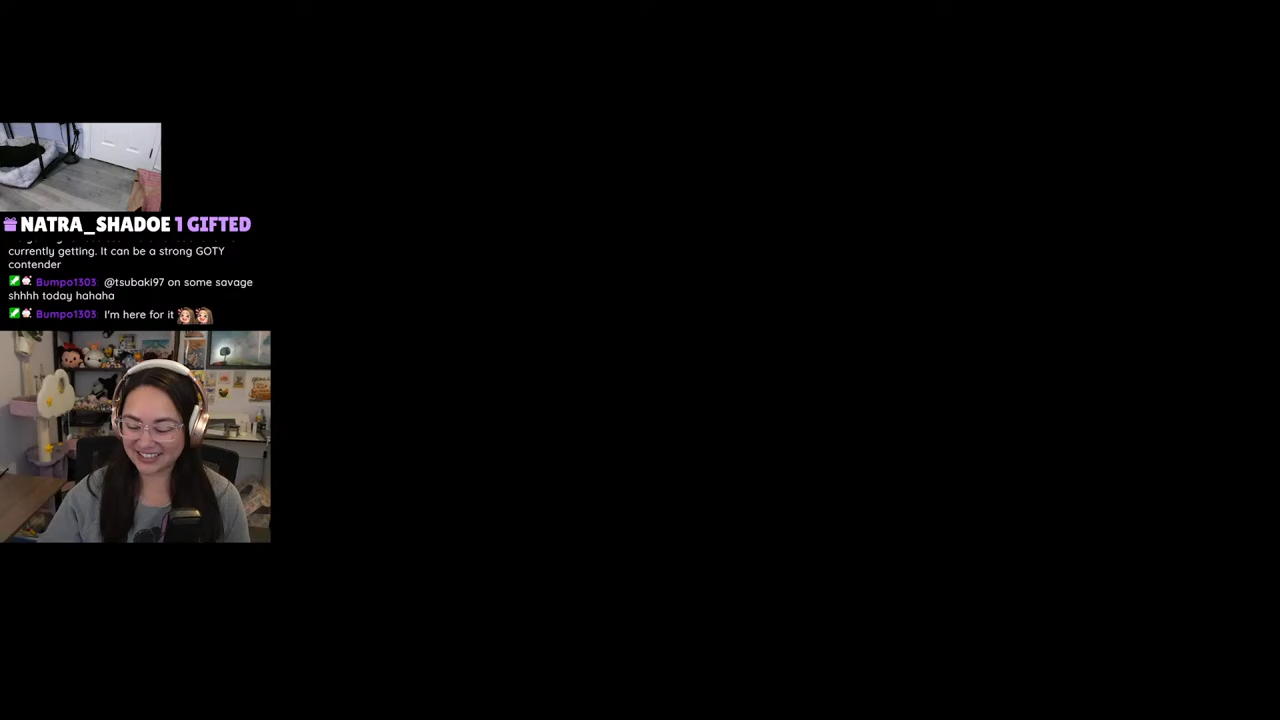 NATRA_SHADOE 1 GIFTED
currently getting. It can be a strong GOTY
contender
Bumpo1303 @tsubaki97 on some savage
shhhh today hahaha
Bumpo1303 I'm here for it